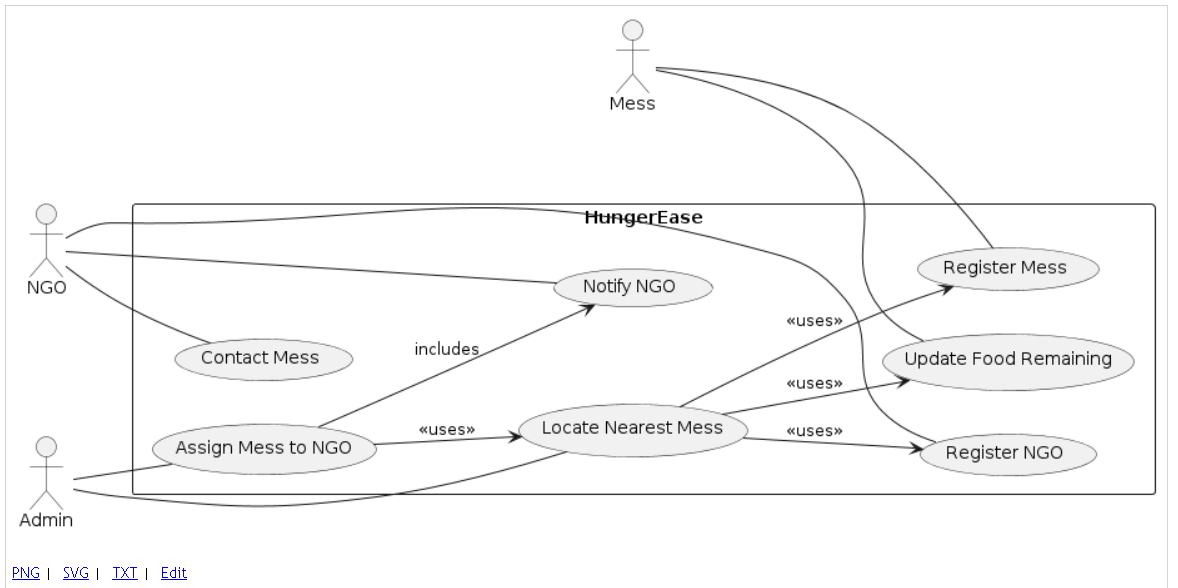 Mess
HungerEase
NGO
Register Mess
Notify NGO
«uses»
includes
Contact Mess
Update Food Remaining
«uses»
Locate Nearest Mess
«uses»
«uses»
Assign Mess to NGO
Register NGO
Admin
PNG | SVG | TXT | Edit